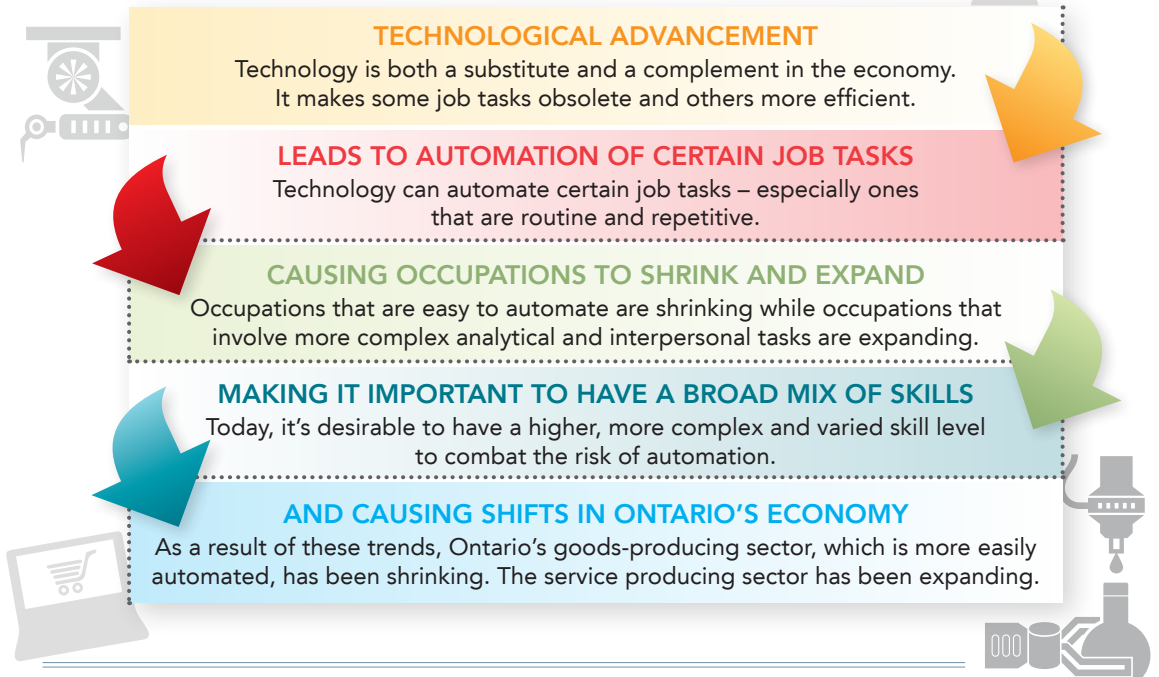 TECHNOLOGICAL ADVANCEMENT
Technology is both a substitute and a complement in the economy.
It makes some job tasks obsolete and others more efficient.
LEADS TO AUTOMATION OF CERTAIN JOB TASKS
Technology can automate certain job tasks – especially ones
that are routine and repetitive.
CAUSING OCCUPATIONS TO SHRINK AND EXPAND
Occupations that are easy to automate are shrinking while occupations that
involve more complex analytical and interpersonal tasks are expanding.
MAKING IT IMPORTANT TO HAVE A BROAD MIX OF SKILLS
Today, it’s desirable to have a higher, more complex and varied skill level
to combat the risk of automation.
AND CAUSING SHIFTS IN ONTARIO’S ECONOMY
As a result of these trends, Ontario’s goods-producing sector, which is more easily
automated, has been shrinking. The service producing sector has been expanding.